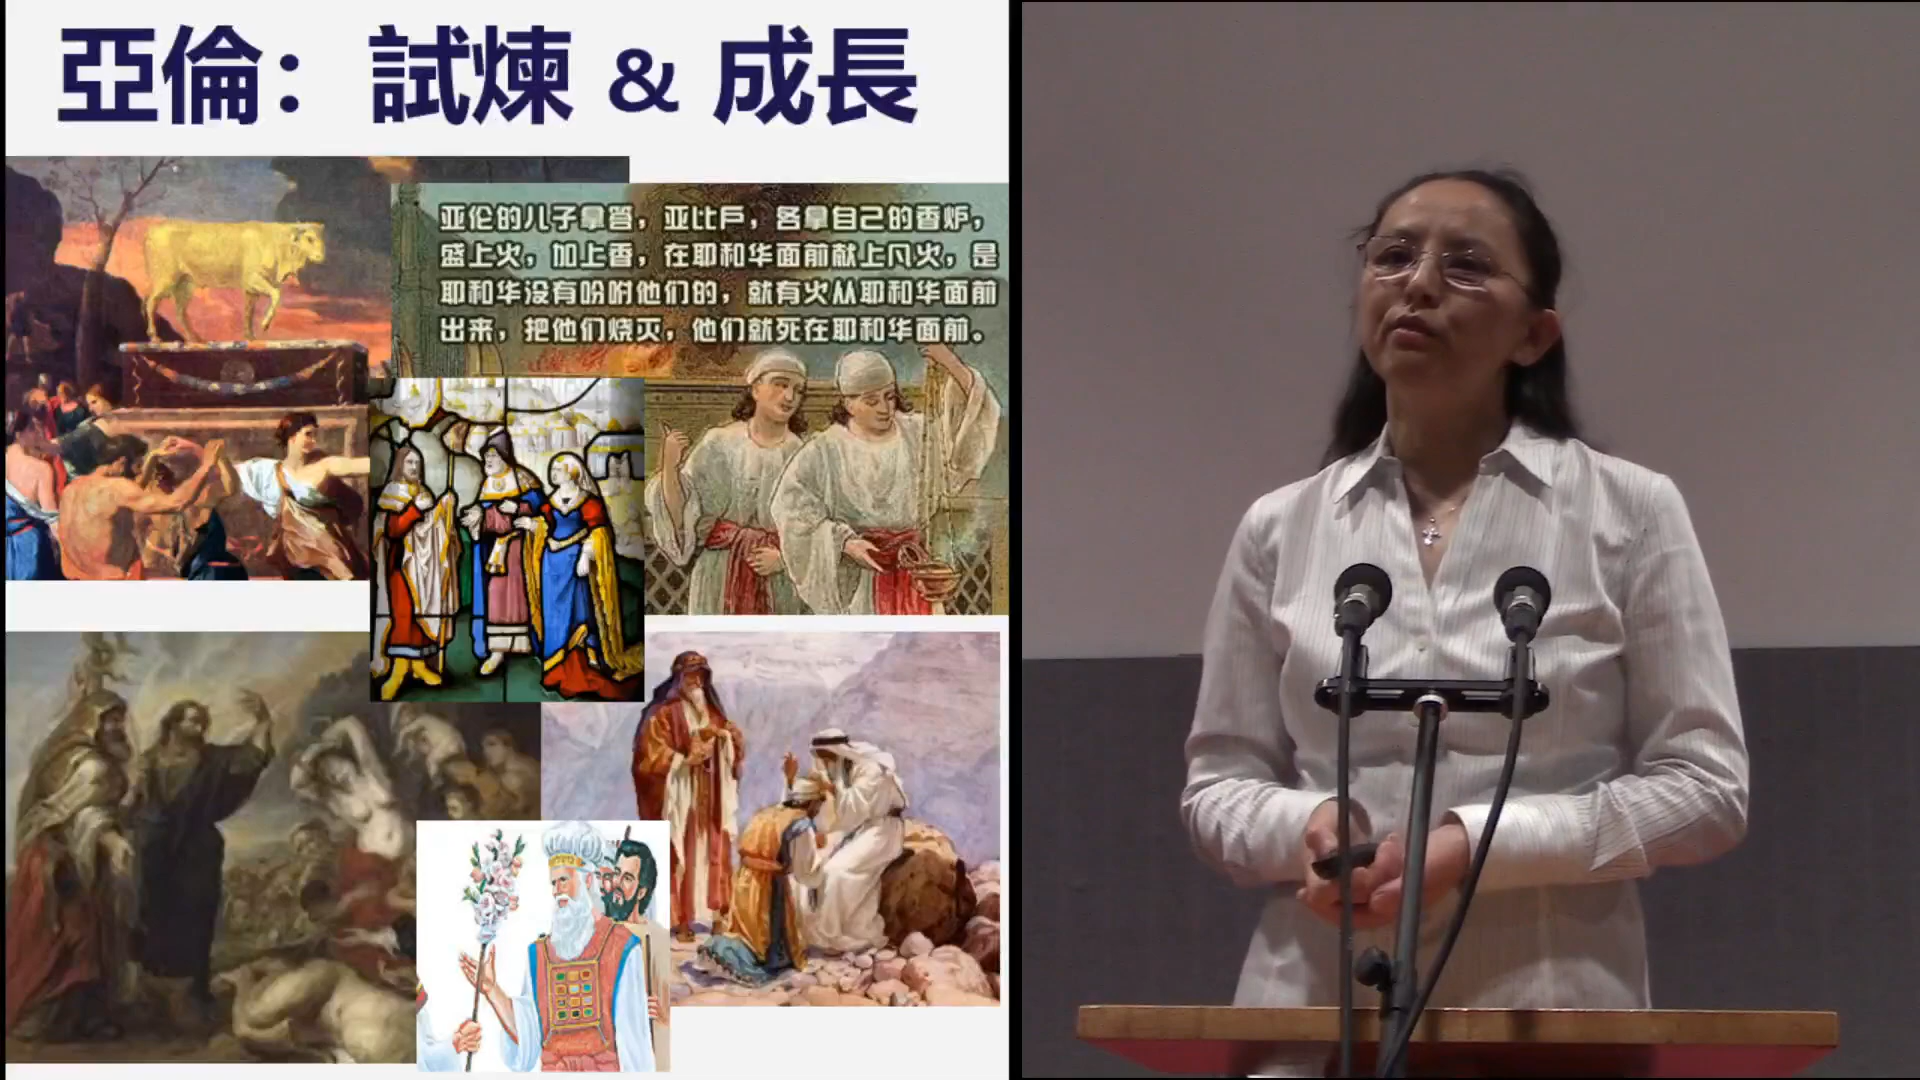 亞倫：試煉 & 成長
亚伦的儿子拿答，亚比户，各拿自己的香炉，
盛上火，加上香，在耶和华面前献上凡火，是
耶和华没有吩咐他们的，就有火从耶和华面前
出来，把他们烧灭，他们就死在耶和华面前。